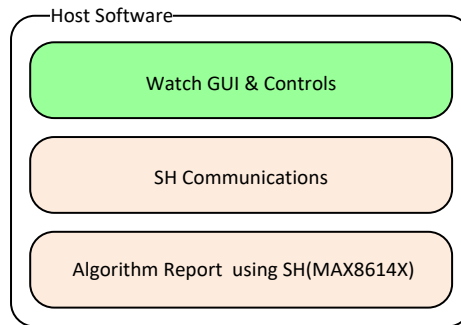 Host Software
Watch GUI & Controls
SH Communications
Algorithm Report  using SH(MAX8614X)